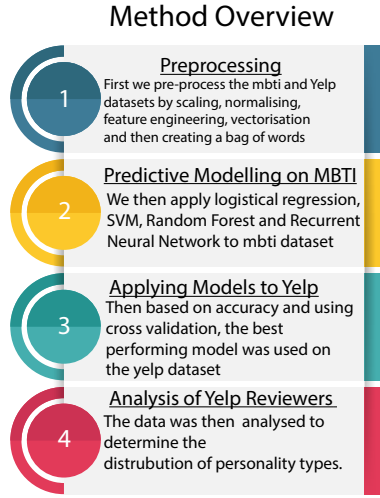 Method Overview
1
Preprocessing
First we pre-process the mbti and Yelp
datasets by scaling, normalising,
feature engineering, vectorisation
and then creating a bag of words
2
Predictive Modelling on MBTI
We then apply logistical regression,
SVM, Random Forest and Recurrent
Neural Network to mbti dataset
3
Applying Models to Yelp
Then based on accuracy and using
cross validation, the best
performing model was used on
the yelp dataset
4
Analysis of Yelp Reviewers
The data was then analysed to
determine the
distrubution of personality types.